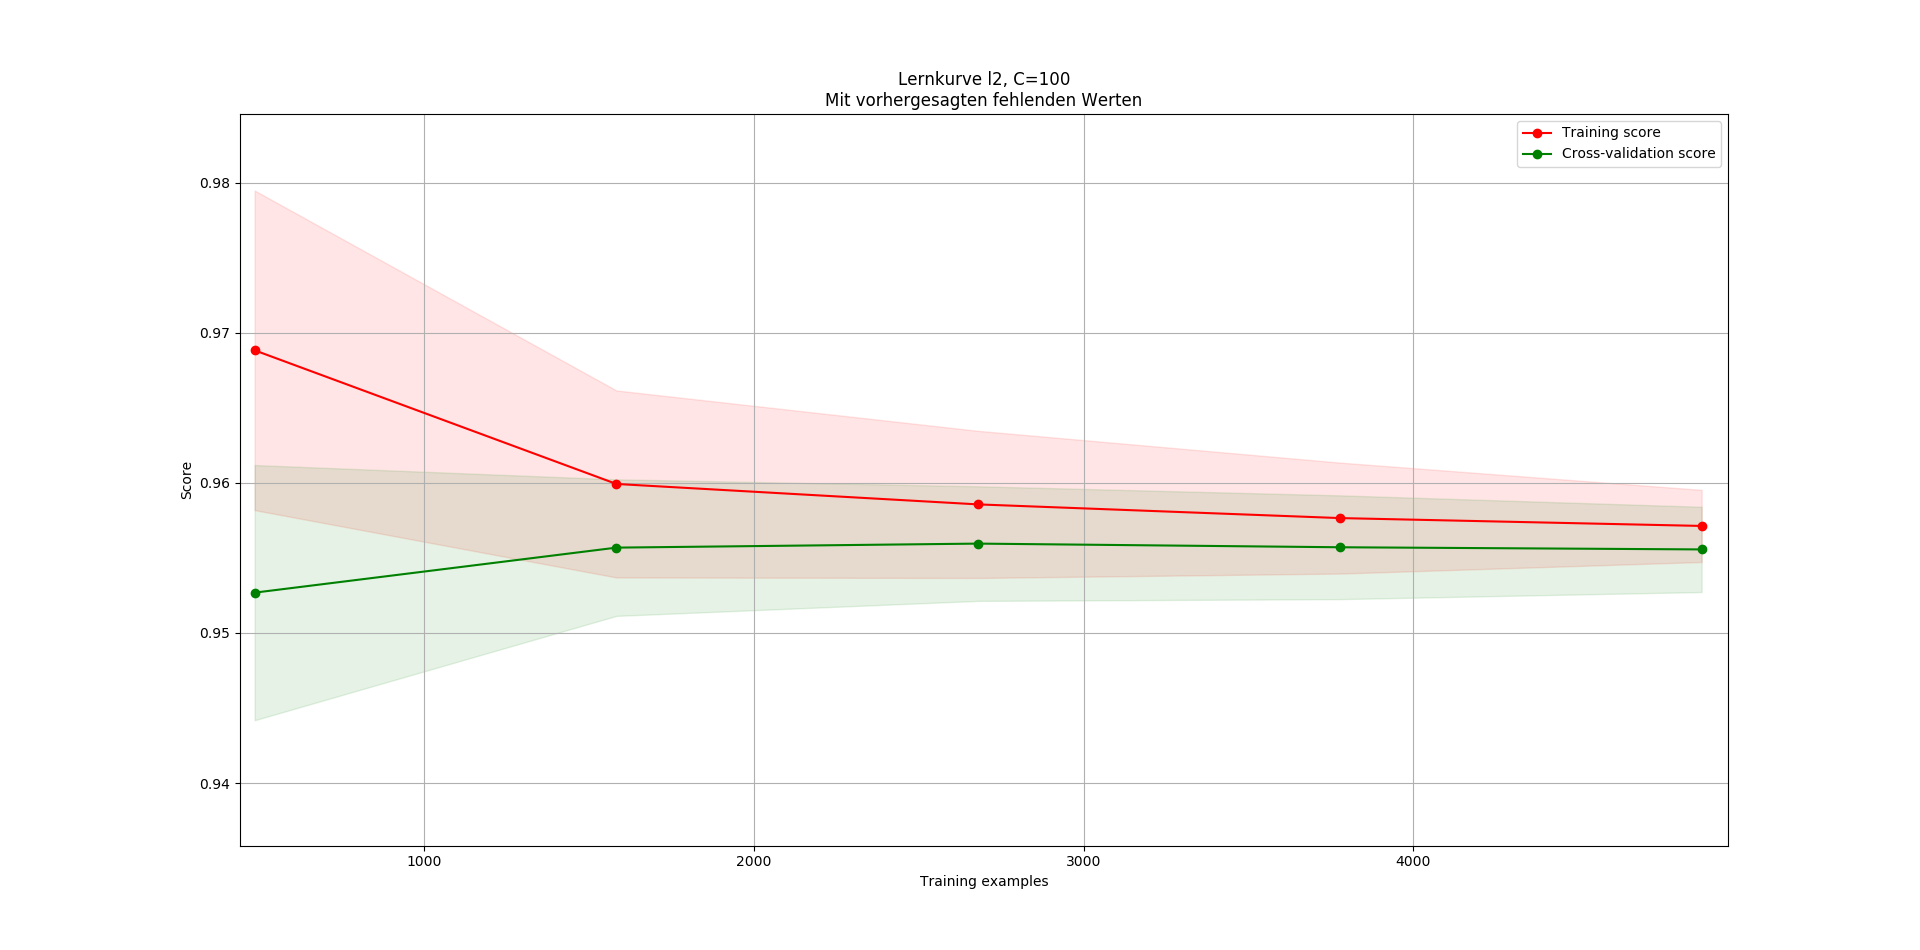 Lernkurve l2, C=100
Mit vorhergesagten fehlenden Werten
Training score
Cross-validation score
0.98
0.97
0.96
0.95
0.94
Score
1000
2000
3000
4000
Training examples